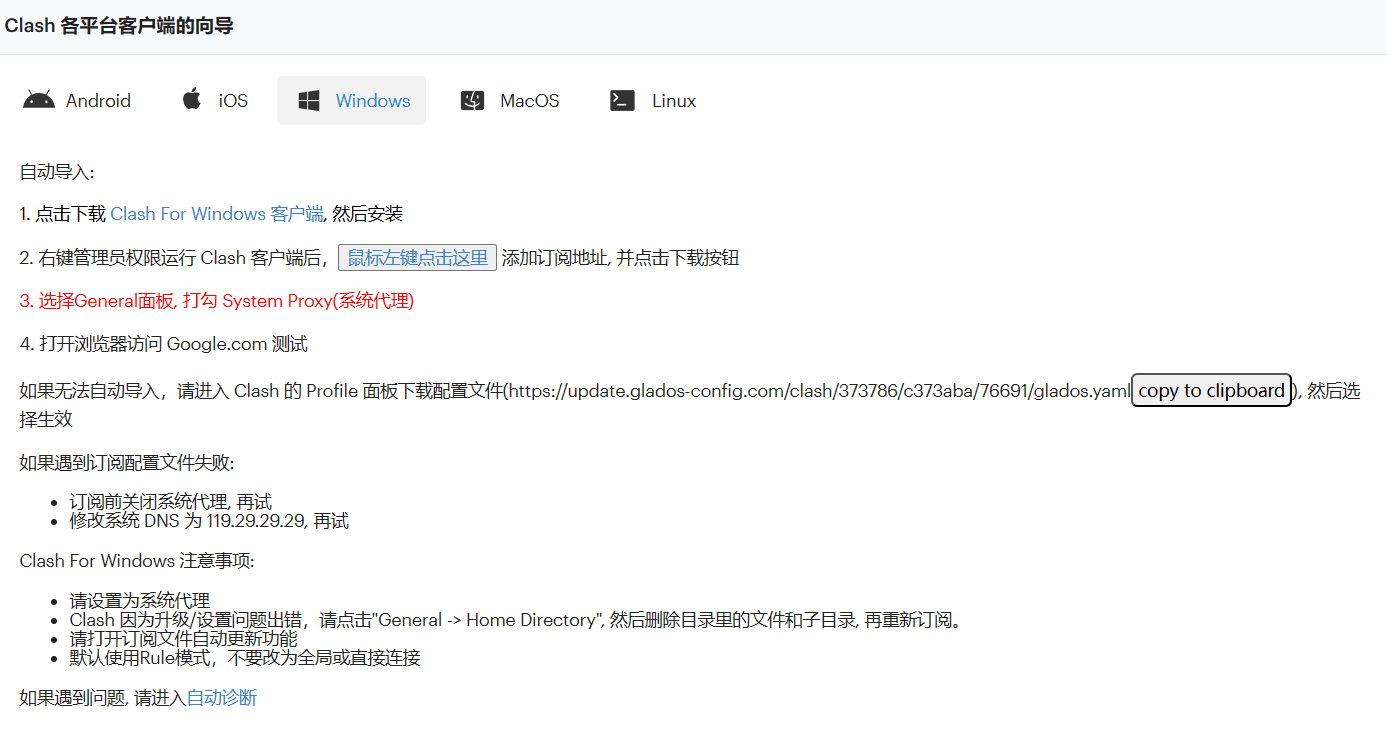 Clash 各平台客户端的向导
Android iOS Windows MacOS Linux
自动导入:
1. 点击下载 Clash For Windows 客户端, 然后安装
2. 右键管理员权限运行 Clash 客户端后，鼠标左键点击这里 添加订阅地址, 并点击下载按钮
3. 选择General面板, 打勾 System Proxy(系统代理)
4. 打开浏览器访问 Google.com 测试
如果无法自动导入，请进入 Clash 的 Profile 面板下载配置文件(https://update.glados-config.com/clash/373786/c373aba/76691/glados.yaml copy to clipboard), 然后选
择生效
如果遇到订阅配置文件失败:
• 订阅前关闭系统代理, 再试
• 修改系统 DNS 为 119.29.29.29, 再试
Clash For Windows 注意事项:
• 请设置为系统代理
• Clash 因为升级/设置问题出错，请点击"General -> Home Directory", 然后删除目录里的文件和子目录, 再重新订阅。
• 请打开订阅文件自动更新功能
• 默认使用Rule模式，不要改为全局或直接连接
如果遇到问题, 请进入自动诊断